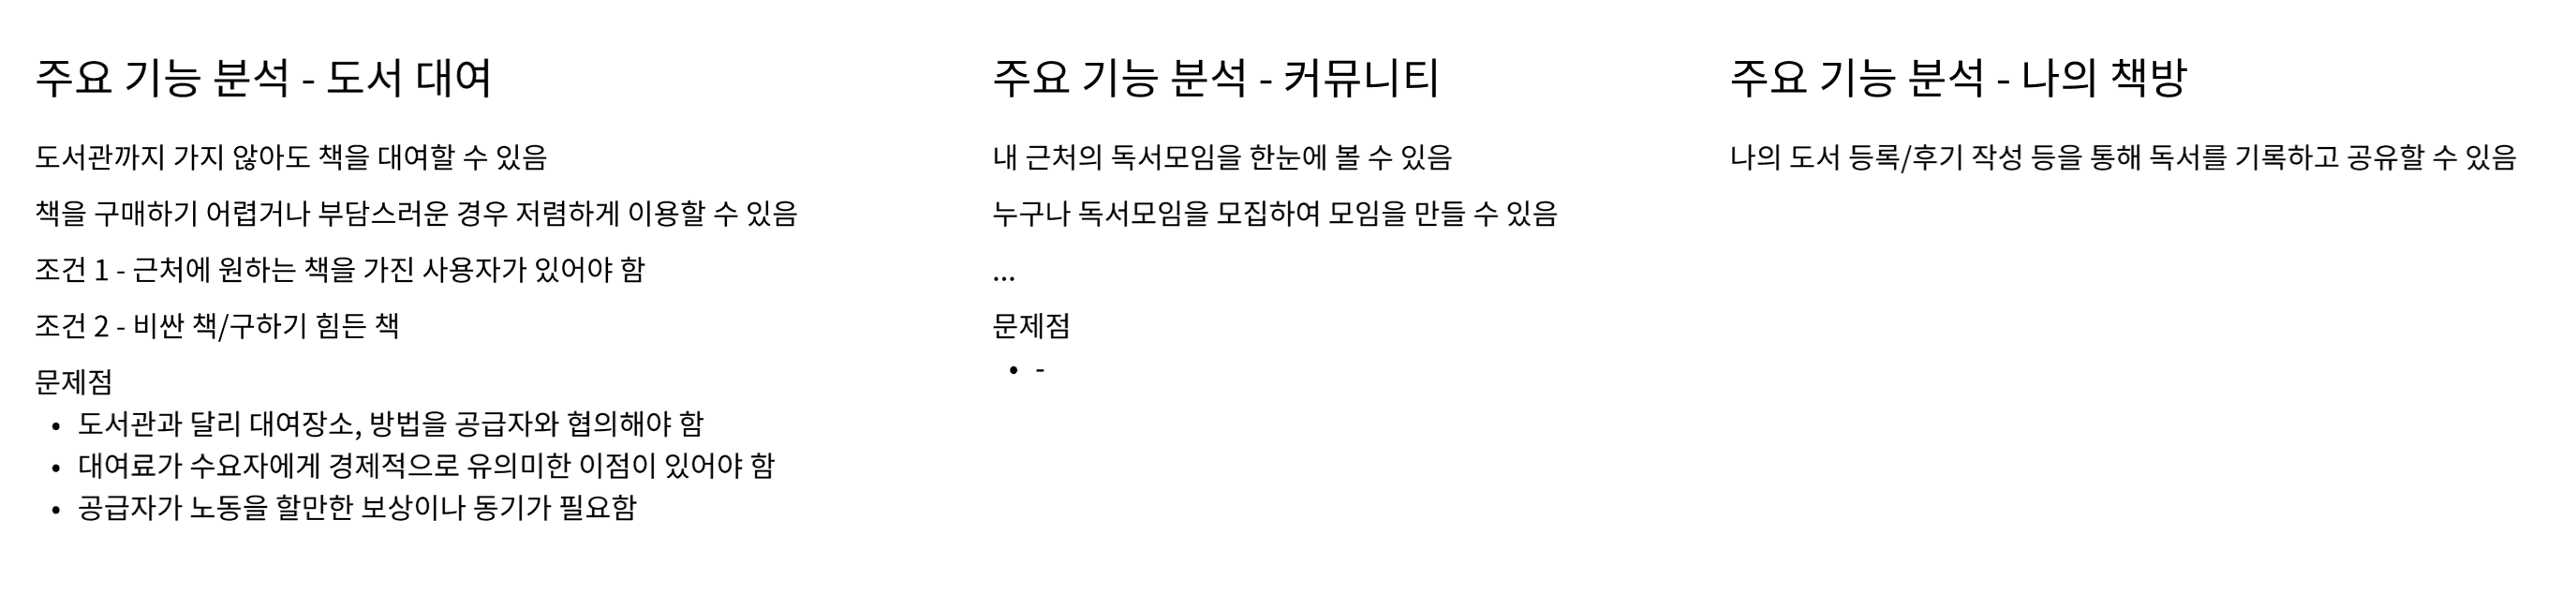 주요 기능 분석 - 도서 대여
도서관까지 가지 않아도 책을 대여할 수 있음
책을 구매하기 어렵거나 부담스러운 경우 저렴하게 이용할 수 있음
조건 1 - 근처에 원하는 책을 가진 사용자가 있어야 함
조건 2 - 비싼 책/구하기 힘든 책
문제점
• 도서관과 달리 대여장소, 방법을 공급자와 협의해야 함
• 대여료가 수요자에게 경제적으로 유의미한 이점이 있어야 함
• 공급자가 노동을 할만한 보상이나 동기가 필요함
주요 기능 분석 - 커뮤니티
내 근처의 독서모임을 한눈에 볼 수 있음
누구나 독서모임을 모집하여 모임을 만들 수 있음
...
문제점
• -
주요 기능 분석 - 나의 책방
나의 도서 등록/후기 작성 등을 통해 독서를 기록하고 공유할 수 있음